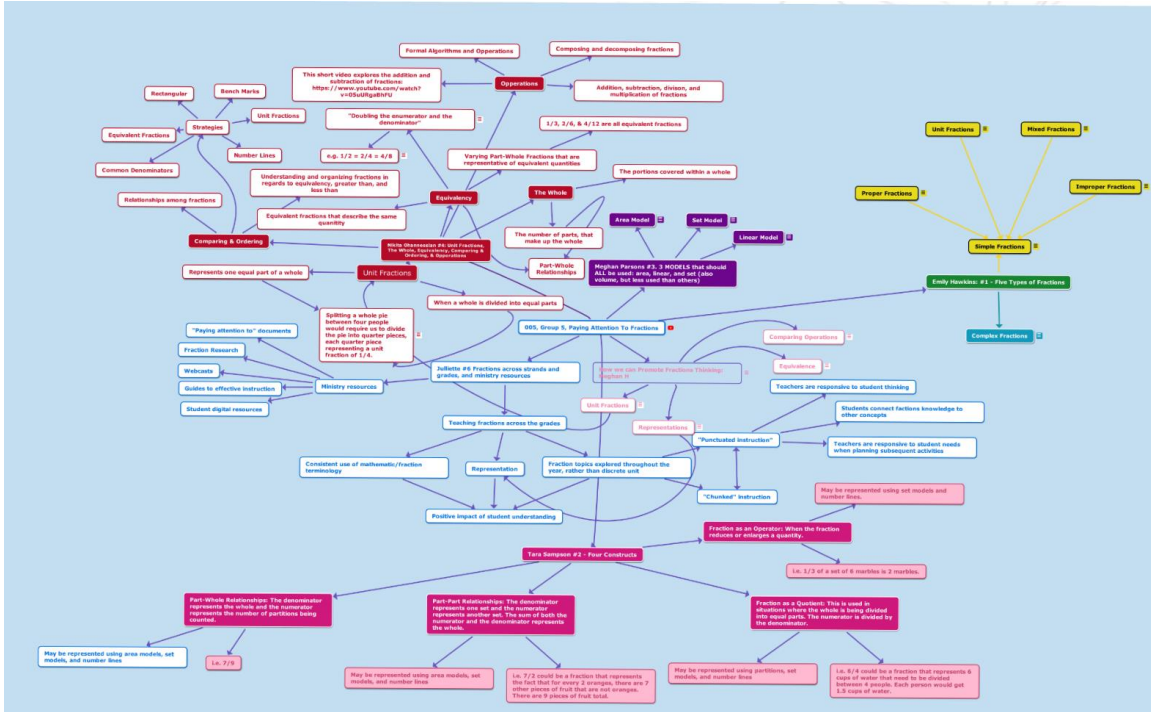 Formal Algorithms and Opperations
Composing and decomposing fractions
This short video explores the addition and
subtraction of fractions:
https://www.youtube.com/watch?
Opperations
Addition, subtraction, divison, and
multiplication of fractions
Rectangular
Bench Marks
Strategies
Unit Fractions
Equivalent Fractions
Number Lines
Common Denominators
"Doubling the enumerator and the
denominator"
1/3, 2/6, & 4/12 are all equivalent fractions
e.g. 1/2 = 2/4 = 4/8
Varying Part-Whole Fractions that are
representative of equivalent quantities
Understanding and organizing fractions in
regards to equivalency, greater than, and
less than
Relationships among fractions
Equivalency
The Whole
The portions covered within a whole
Equivalent fractions that describe the same
quanitity
The number of parts, that
make up the whole
Part-Whole
Relationships
Comparing & Ordering
#5: Unit Fractions,
The Whole, Equivalency, Comparing &
Ordering, & Opperations
Unit Fractions
Represents one equal part of a whole
When a whole is divided into equal parts
Splitting a whole pie
between four people
would require us to divide
the pie into quarter pieces,
each quarter piece
representing a unit
fraction of 1/4.
Area Model
Set Model
Linear Model
Meghan Parsons #3. 3 MODELS that should
ALL be used: area, linear, and set (also
volume, but less used than others)
Unit Fractions
Mixed Fractions
Proper Fractions
Improper Fractions
Simple Fractions
Emily Hawkins: #1 - Five Types of Fractions
Complex Fractions
005, Group 5, Paying Attention To Fractions
"Paying attention to" documents
Fraction Research
Webcasts
Guides to effective instruction
Student digital resources
Ministry resources
Juliette #6 Fractions across strands
and grades, and ministry resources
How we can Promote Fractions Thinking:
Comparing Operations
Equivalence
Unit Fractions
Representations
Teaching fractions across the grades
Consistent use of mathematic/fraction
terminology
Representation
Fraction topics explored throughout the
year, rather than discrete unit
Positive impact of student understanding
"Punctuated instruction"
"Chunked" instruction
Teachers are responsive to student thinking
Students connect factions knowledge to
other concepts
Teachers are responsive to student needs
when planning subsequent activities
Tara Sampson #2 - Four Constructs
May be represented using set models and
number lines.
Fraction as an Operator: When the fraction
reduces or enlarges a quantity.
i.e. 1/3 of a set of 6 marbles is 2 marbles.
Part-Whole Relationships: The denominator
represents the whole and the numerator
represents the number of partitions being
counted.
May be represented using area models, set
models, and number lines
i.e. 7/9
Part-Part Relationships: The denominator
represents one set and the numerator
represents another set. The sum of both the
numerator and the denominator represents
the whole.
May be represented using area models, set
models, and number lines
i.e. 7/2 could be a fraction that represents
the fact that for every 2 oranges, there are 7
other pieces of fruit that are not oranges.
There are 9 pieces of fruit total.
Fraction as a Quotient: This is used in
situations where the whole is being divided
into equal parts. The numerator is divided by
the denominator.
May be represented using partitions, set
models, and number lines
i.e. 6/4 could be a fraction that represents 6
cups of water that need to be divided
between 4 people. Each person would get
1.5 cups of water.